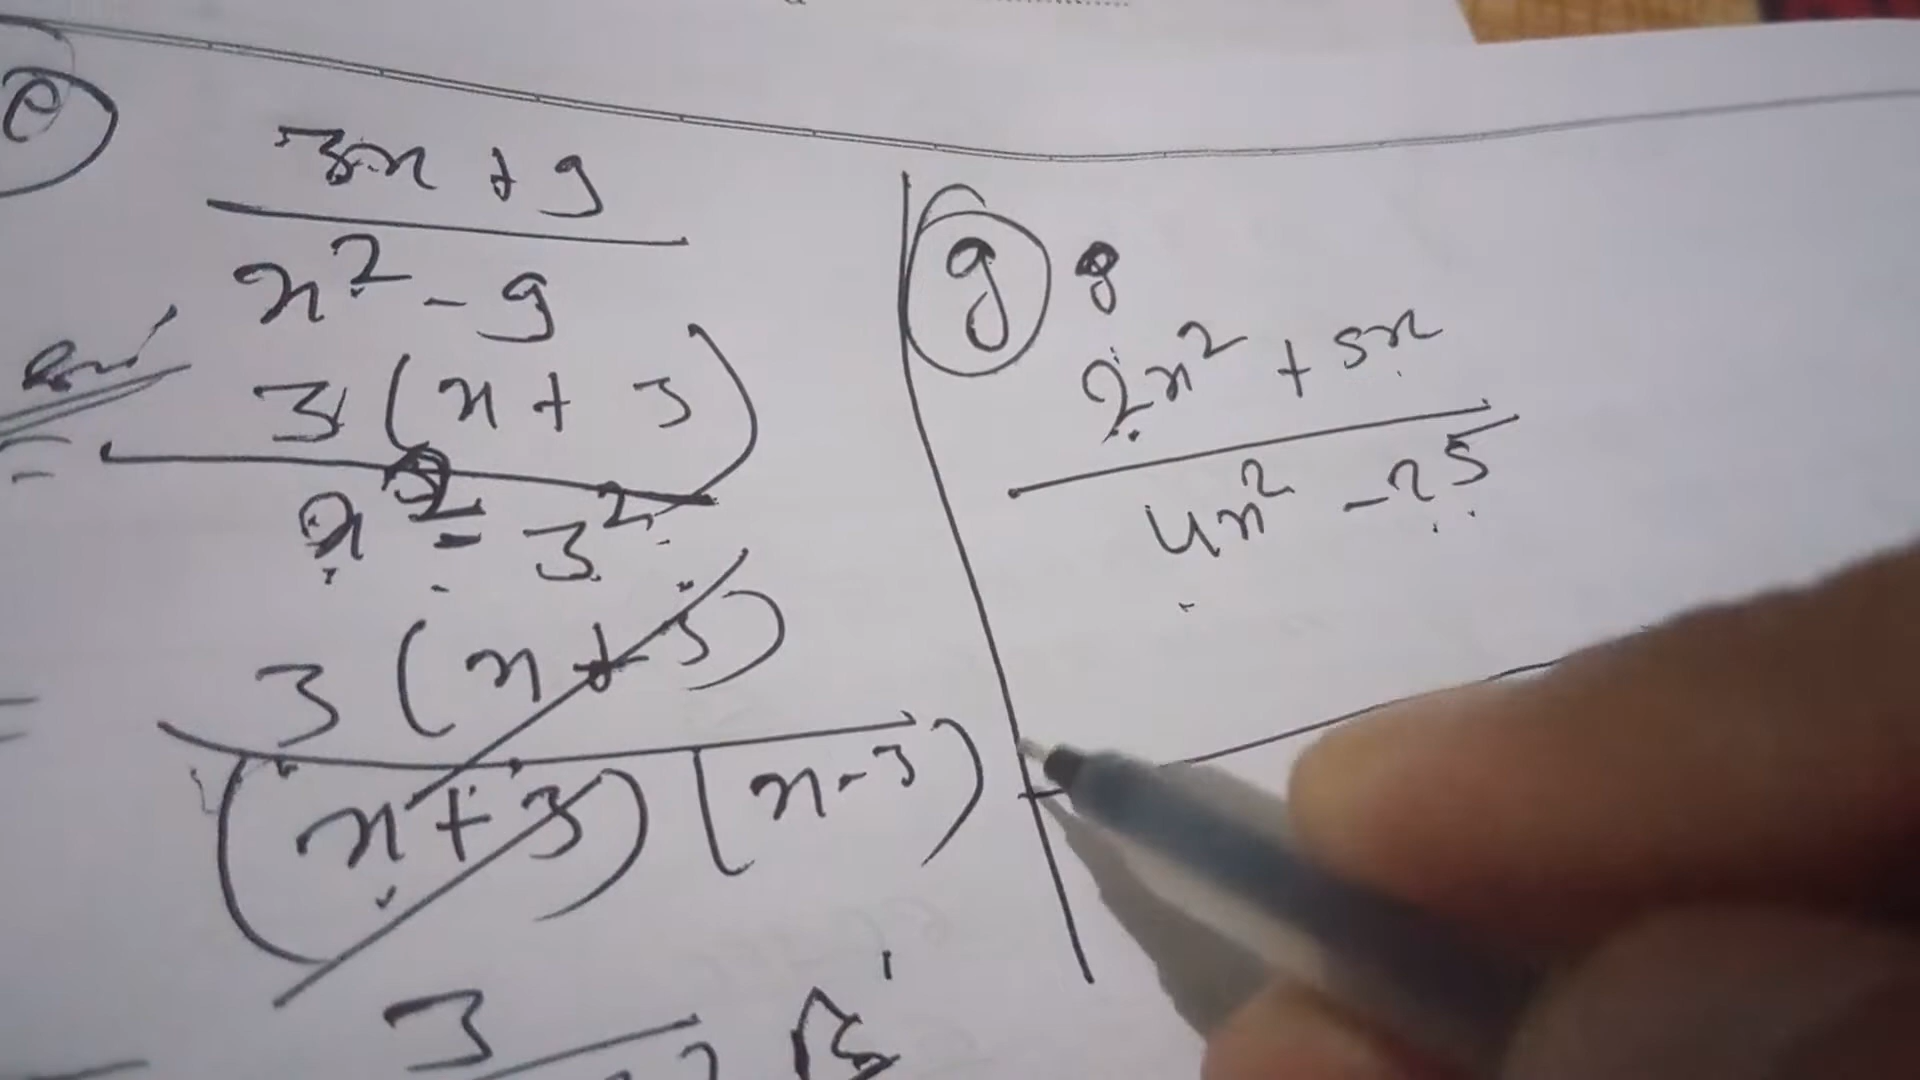 e
3x + 9
x² - 9
3 (x + 3)
=
x² - 3²
3 (x + 3)
=
(x + 3) (x - 3)
3
g
2x² + 5x
4x² - 25